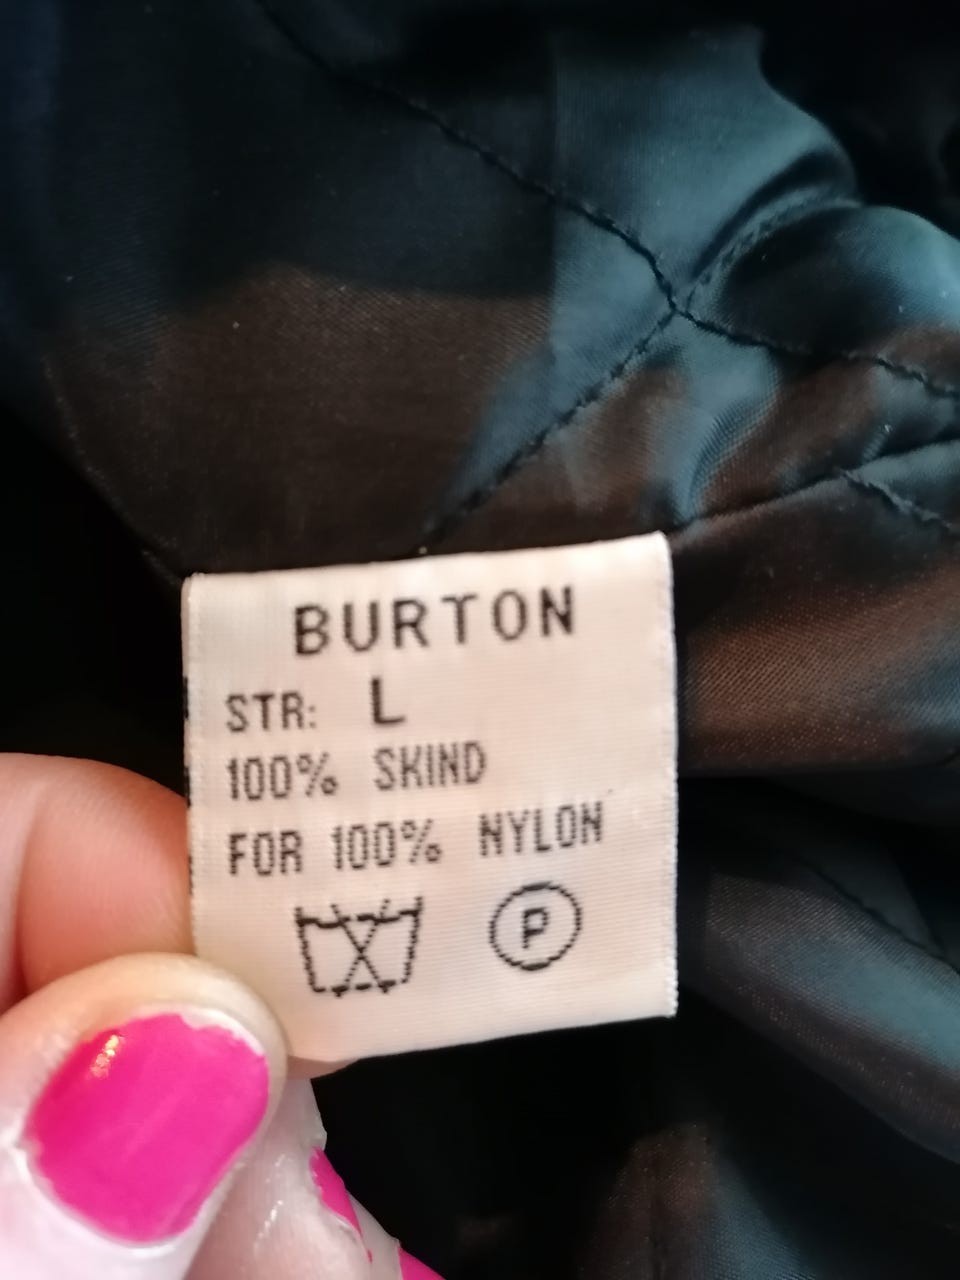 BURTON
STR: L
100% SKIND
FOR 100% NYLON
P